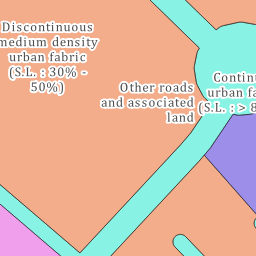 Discontinuous
medium density
urban fabric
(S.L. : 30% -
50%)
Other roads
and associated
land
Contin
urban fa
(S.L. : > 8